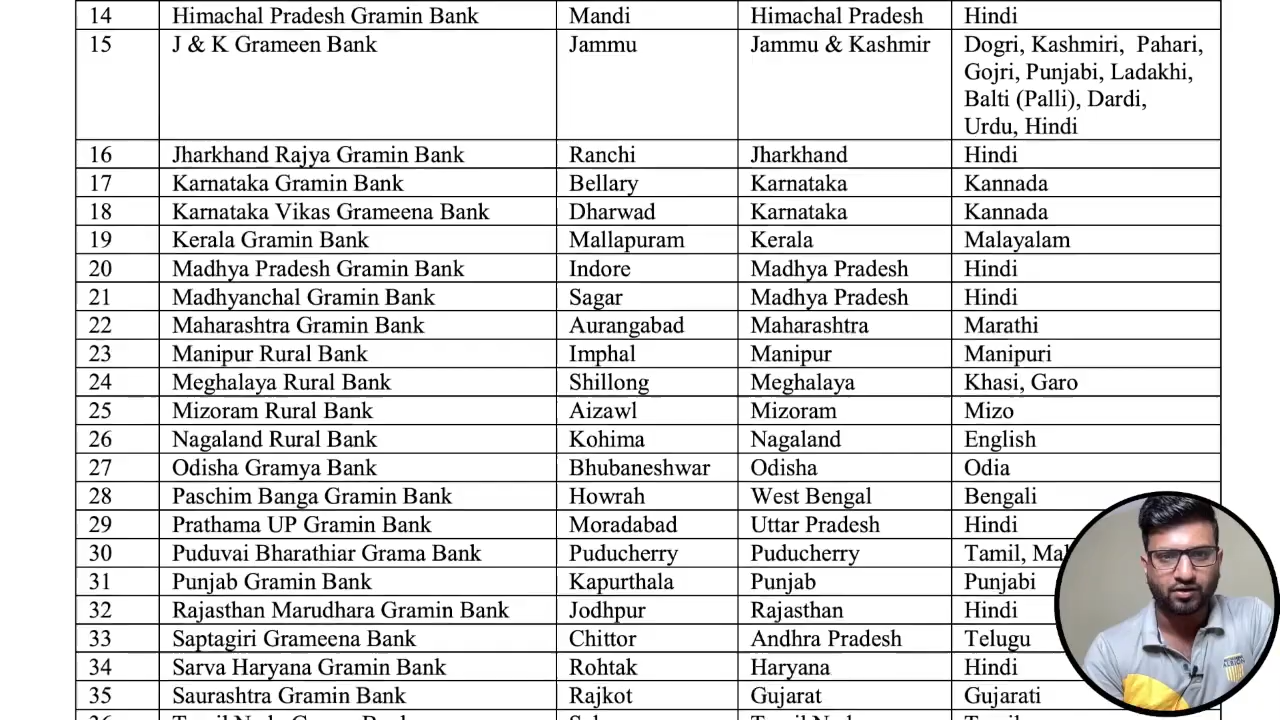 14 Himachal Pradesh Gramin Bank Mandi Himachal Pradesh Hindi
15 J & K Grameen Bank Jammu Jammu & Kashmir Dogri, Kashmiri, Pahari,
Gojri, Punjabi, Ladakhi,
Balti (Palli), Dardi,
Urdu, Hindi
16 Jharkhand Rajya Gramin Bank Ranchi Jharkhand Hindi
17 Karnataka Gramin Bank Bellary Karnataka Kannada
18 Karnataka Vikas Grameena Bank Dharwad Karnataka Kannada
19 Kerala Gramin Bank Mallapuram Kerala Malayalam
20 Madhya Pradesh Gramin Bank Indore Madhya Pradesh Hindi
21 Madhyanchal Gramin Bank Sagar Madhya Pradesh Hindi
22 Maharashtra Gramin Bank Aurangabad Maharashtra Marathi
23 Manipur Rural Bank Imphal Manipur Manipuri
24 Meghalaya Rural Bank Shillong Meghalaya Khasi, Garo
25 Mizoram Rural Bank Aizawl Mizoram Mizo
26 Nagaland Rural Bank Kohima Nagaland English
27 Odisha Gramya Bank Bhubaneshwar Odisha Odia
28 Paschim Banga Gramin Bank Howrah West Bengal Bengali
29 Prathama UP Gramin Bank Moradabad Uttar Pradesh Hindi
30 Puduvai Bharathiar Grama Bank Puducherry Puducherry Tamil,
31 Punjab Gramin Bank Kapurthala Punjab Punjabi
32 Rajasthan Marudhara Gramin Bank Jodhpur Rajasthan Hindi
33 Saptagiri Grameena Bank Chittor Andhra Pradesh Telugu
34 Sarva Haryana Gramin Bank Rohtak Haryana Hindi
35 Saurashtra Gramin Bank Rajkot Gujarat Gujarati